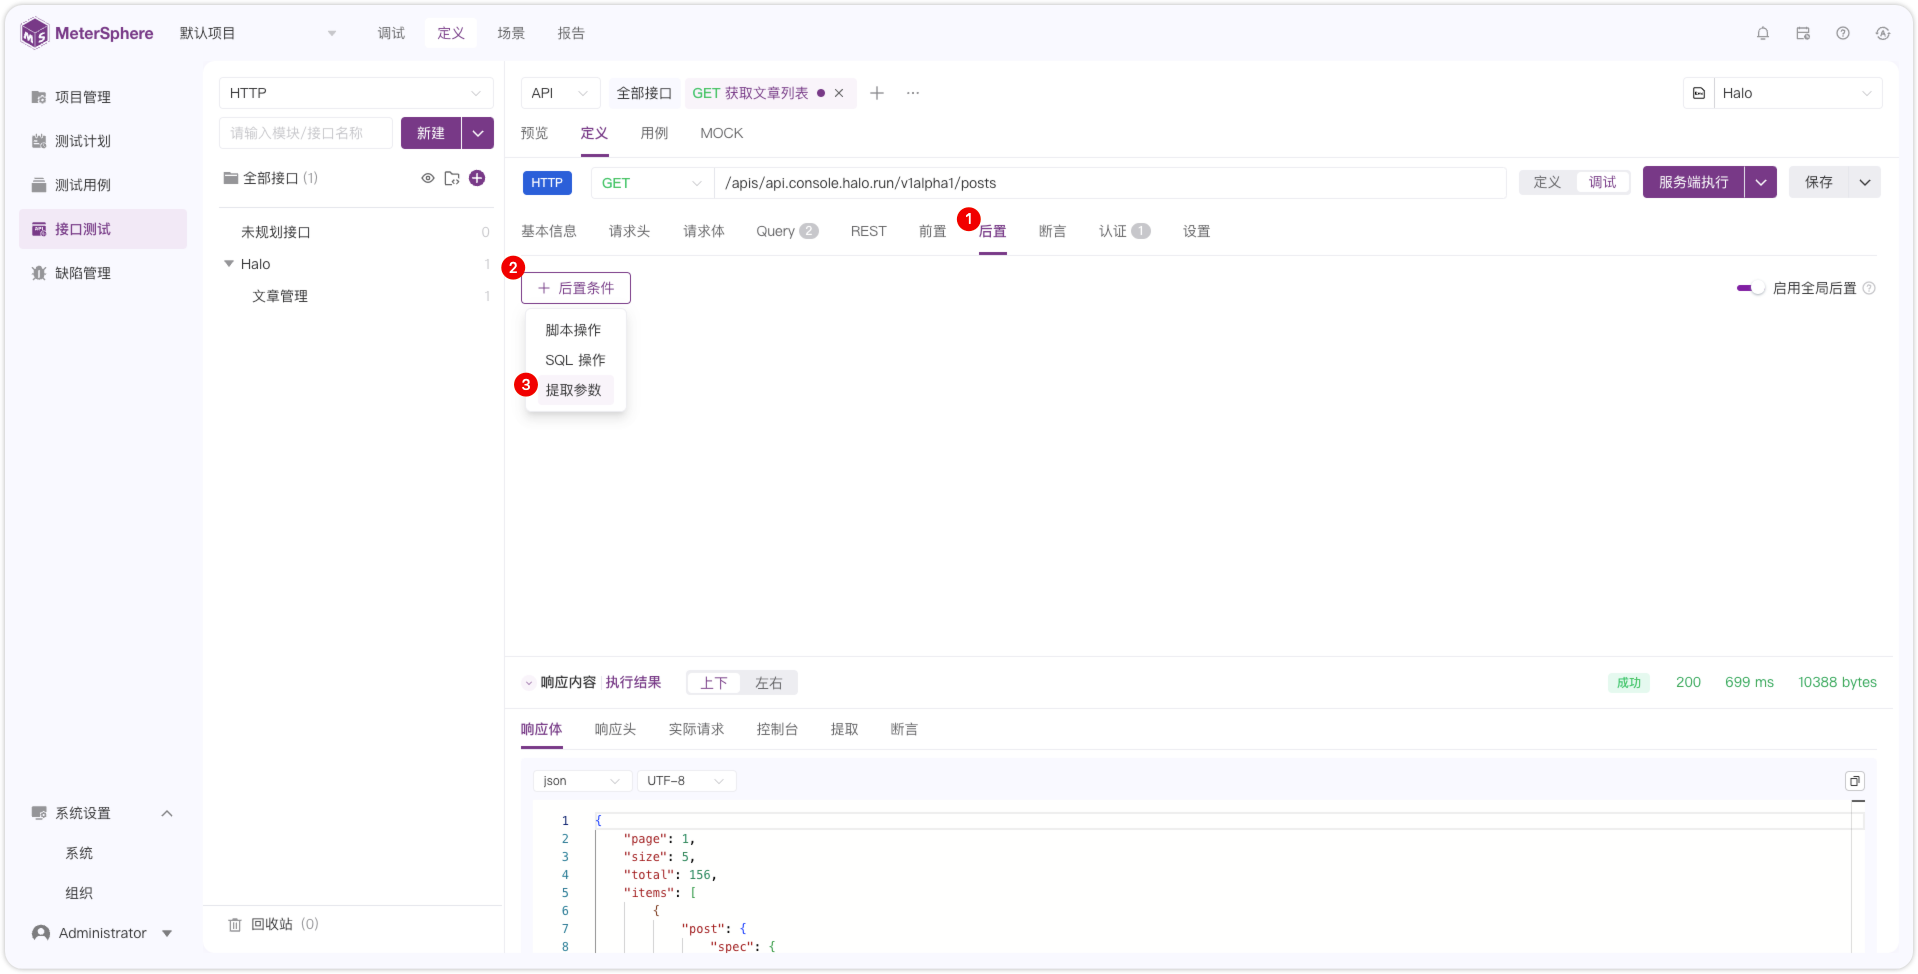 MeterSphere
默认项目
调试
定义
场景
报告
项目管理
测试计划
测试用例
接口测试
缺陷管理
系统设置
系统
组织
Administrator
HTTP
请输入模块/接口名称
新建
全部接口 (1)
未规划接口 0
Halo 1
文章管理 1
回收站 (0)
API
全部接口
GET 获取文章列表
Halo
预览
定义
用例
MOCK
HTTP
GET
/apis/api.console.halo.run/v1alpha1/posts
定义
调试
服务端执行
保存
基本信息
请求头
请求体
Query 2
REST
前置
1
后置
断言
认证 1
设置
2
+ 后置条件
启用全局后置
脚本操作
SQL 操作
3
提取参数
响应内容
执行结果
上下
左右
成功
200
699 ms
10388 bytes
响应体
响应头
实际请求
控制台
提取
断言
json
UTF-8
1 {
2 "page": 1,
3 "size": 5,
4 "total": 156,
5 "items": [
6 {
7 "post": {
8 "spec": {